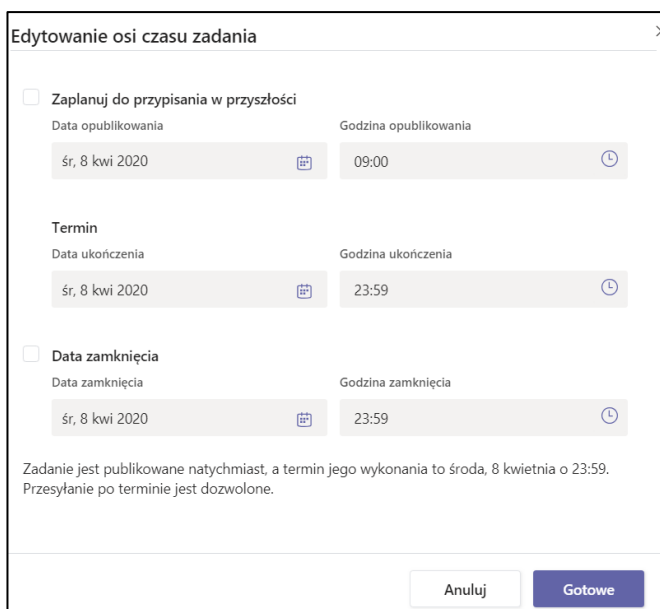 Edytowanie osi czasu zadania
Zaplanuj do przypisania w przyszłości
Data opublikowania Godzina opublikowania
śr, 8 kwi 2020 09:00
Termin
Data ukończenia Godzina ukończenia
śr, 8 kwi 2020 23:59
Data zamknięcia
Data zamknięcia Godzina zamknięcia
śr, 8 kwi 2020 23:59
Zadanie jest publikowane natychmiast, a termin jego wykonania to środa, 8 kwietnia o 23:59.
Przesyłanie po terminie jest dozwolone.
Anuluj Gotowe